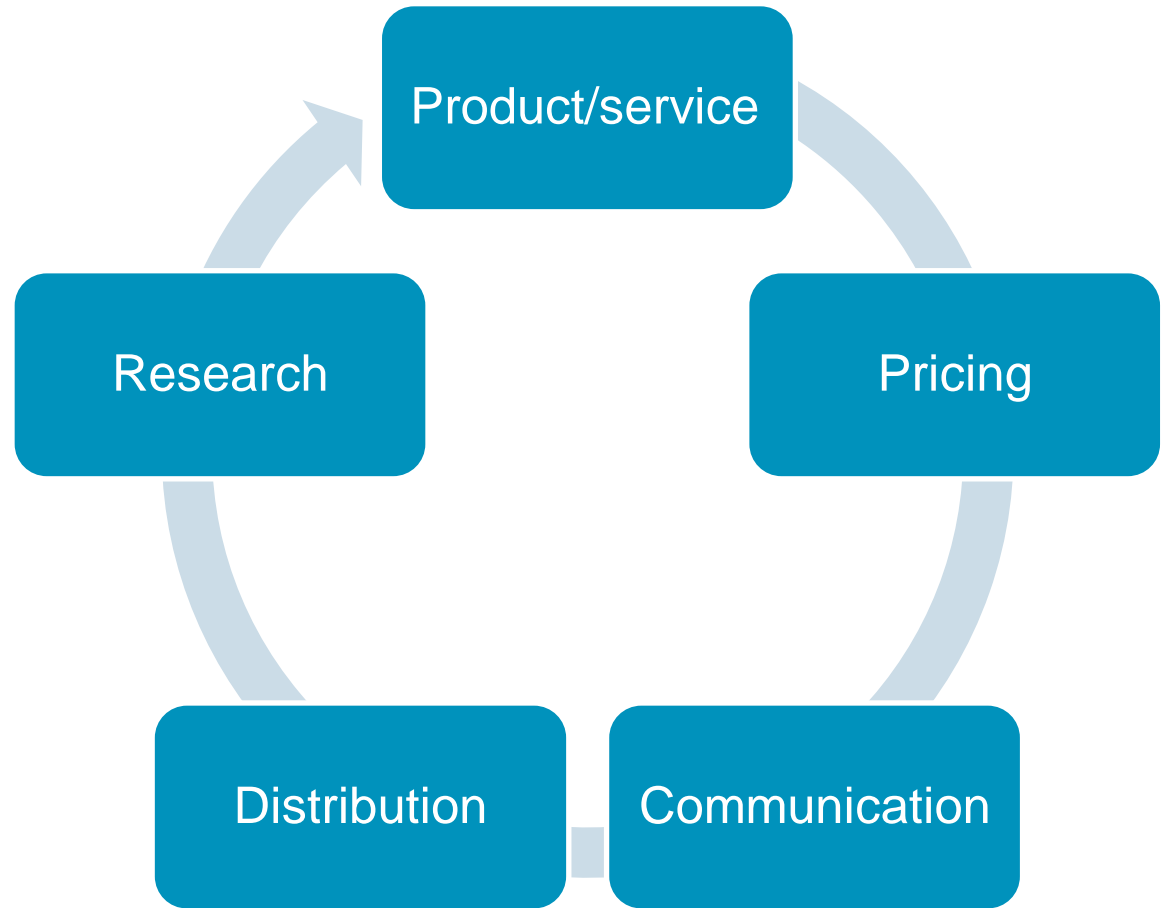 Product/service
Pricing
Communication
Distribution
Research